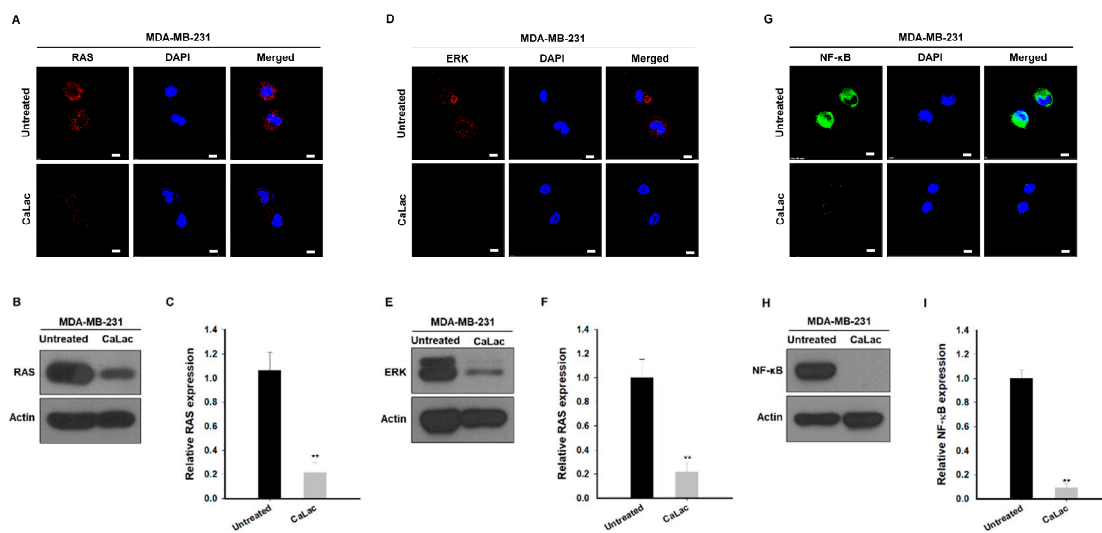 A
MDA-MB-231
RAS DAPI Merged
Untreated
CaLac
D
MDA-MB-231
ERK DAPI Merged
Untreated
CaLac
G
MDA-MB-231
NF-κB DAPI Merged
Untreated
CaLac
B
MDA-MB-231
Untreated CaLac
RAS
Actin
C
Relative RAS expression
1.4
1.2
1.0
0.8
0.6
0.4
0.2
0.0
**
Untreated
CaLac
E
MDA-MB-231
Untreated CaLac
ERK
Actin
F
Relative RAS expression
1.4
1.2
1.0
0.8
0.6
0.4
0.2
0.0
**
Untreated
CaLac
H
MDA-MB-231
Untreated CaLac
NF-κB
Actin
I
Relative NF-κB expression
1.4
1.2
1.0
0.8
0.6
0.4
0.2
0.0
**
Untreated
CaLac